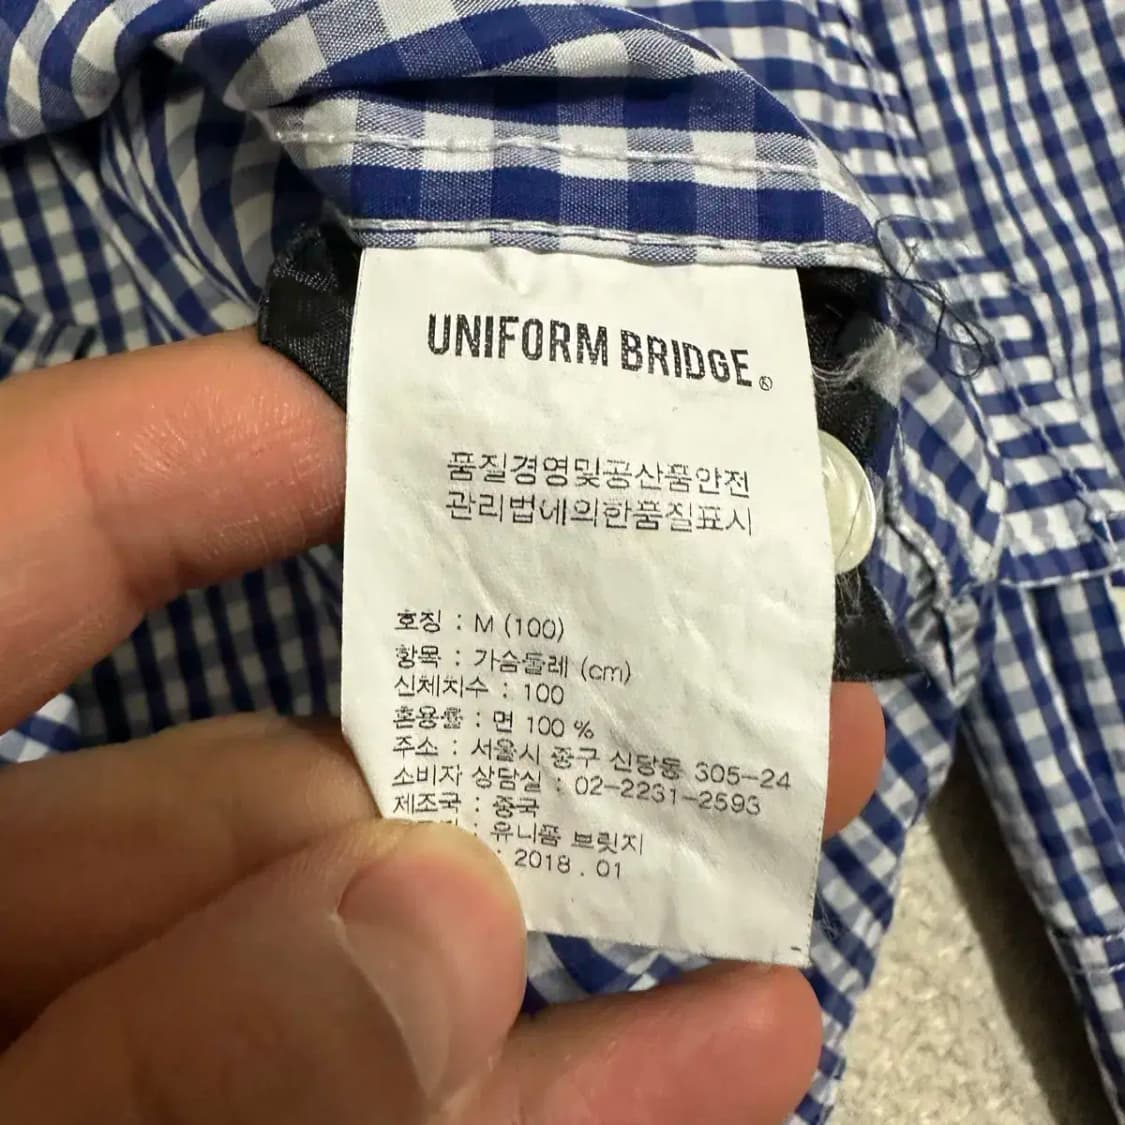 UNIFORM BRIDGE®
품질경영및공산품안전
관리법에의한품질표시
호칭 : M (100)
항목 : 가슴둘레 (cm)
신체치수 : 100
혼용률 : 면 100 %
주소 : 서울시 중구 신당동 305-24
소비자 상담실 : 02-2231-2593
제조국 : 중국
: 유니폼 브릿지
: 2018 . 01